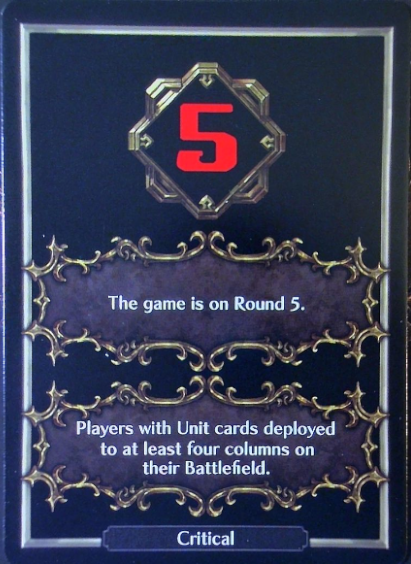 5
The game is on Round 5.
Players with Unit cards deployed
to at least four columns on
their Battlefield.
Critical